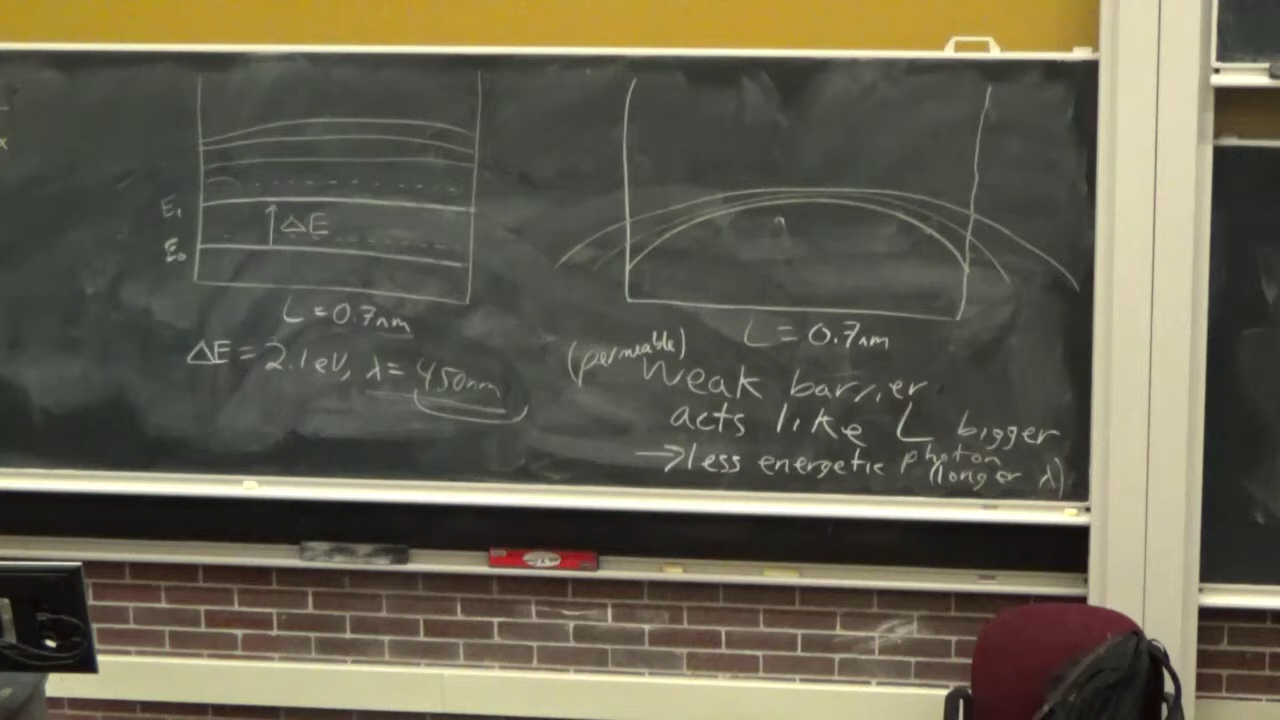 x
E₁
ΔE
E₀
L = 0.7nm
ΔE = 2.1eV, λ = 450nm
L = 0.7nm
(permeable)
Weak barrier
acts like L bigger
→ less energetic photon
(longer λ)